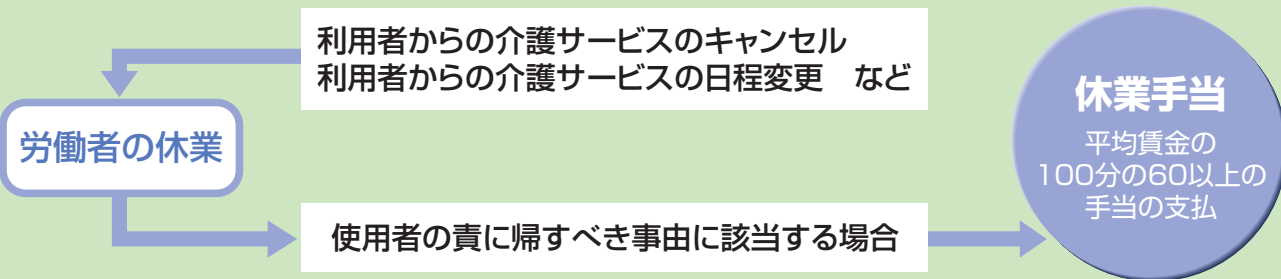 利用者からの介護サービスのキャンセル
利用者からの介護サービスの日程変更　など
労働者の休業
使用者の責に帰すべき事由に該当する場合
休業手当
平均賃金の
100分の60以上の
手当の支払